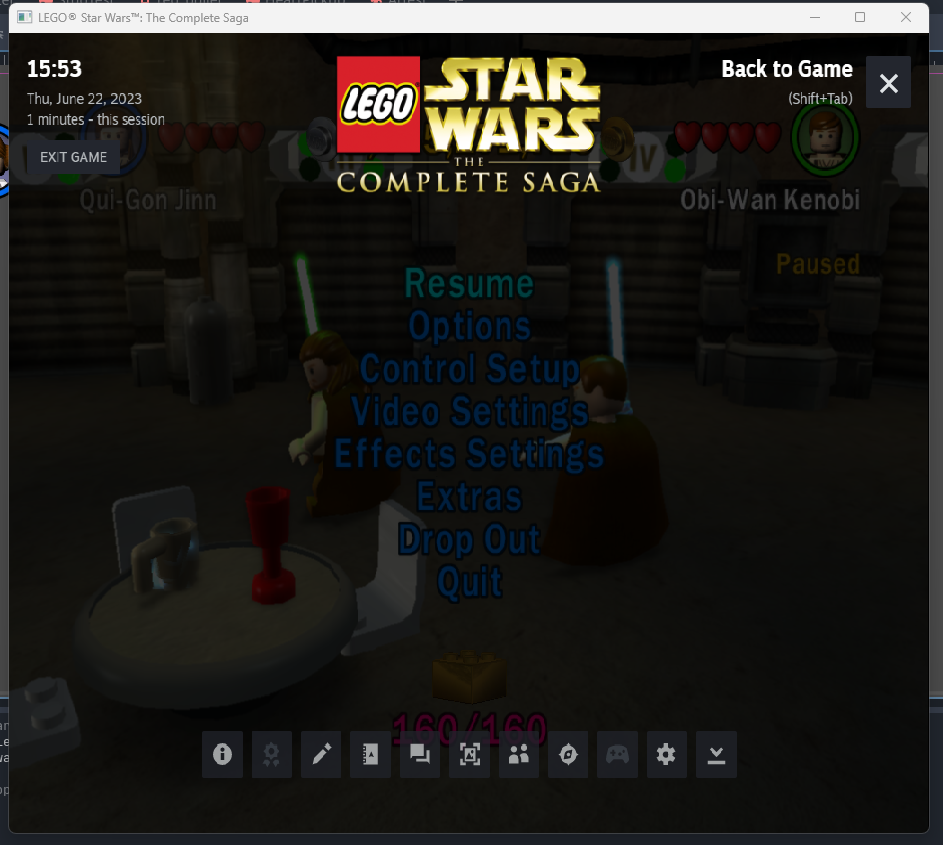 LEGO® Star Wars™: The Complete Saga
15:53
Thu, June 22, 2023
1 minutes - this session
EXIT GAME
LEGO
STAR
WARS
THE
COMPLETE SAGA
Back to Game
(Shift+Tab)
IV
Qui-Gon Jinn
Obi-Wan Kenobi
Paused
Resume
Options
Control Setup
Video Settings
Effects Settings
Extras
Drop Out
Quit
160/160